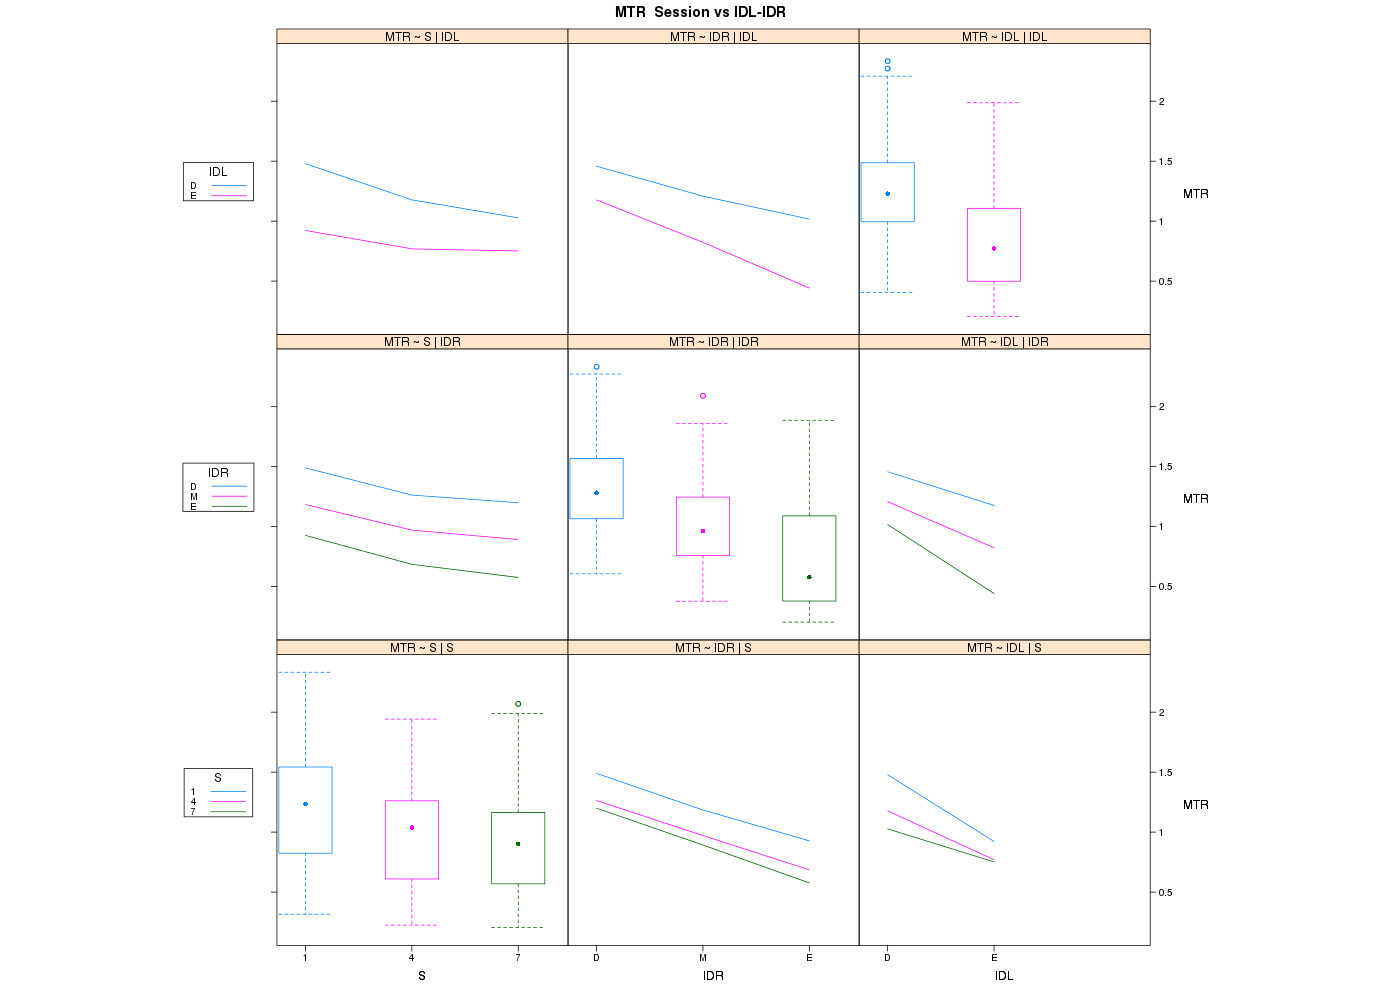 MTR  Session vs IDL-IDR
MTR ~ S | IDL
MTR ~ IDR | IDL
MTR ~ IDL | IDL
IDL
D
E
2
1.5
1
0.5
MTR
MTR ~ S | IDR
MTR ~ IDR | IDR
MTR ~ IDL | IDR
IDR
D
M
E
2
1.5
1
0.5
MTR
MTR ~ S | S
MTR ~ IDR | S
MTR ~ IDL | S
S
1
4
7
2
1.5
1
0.5
MTR
1 4 7
D M E
D E
S
IDR
IDL